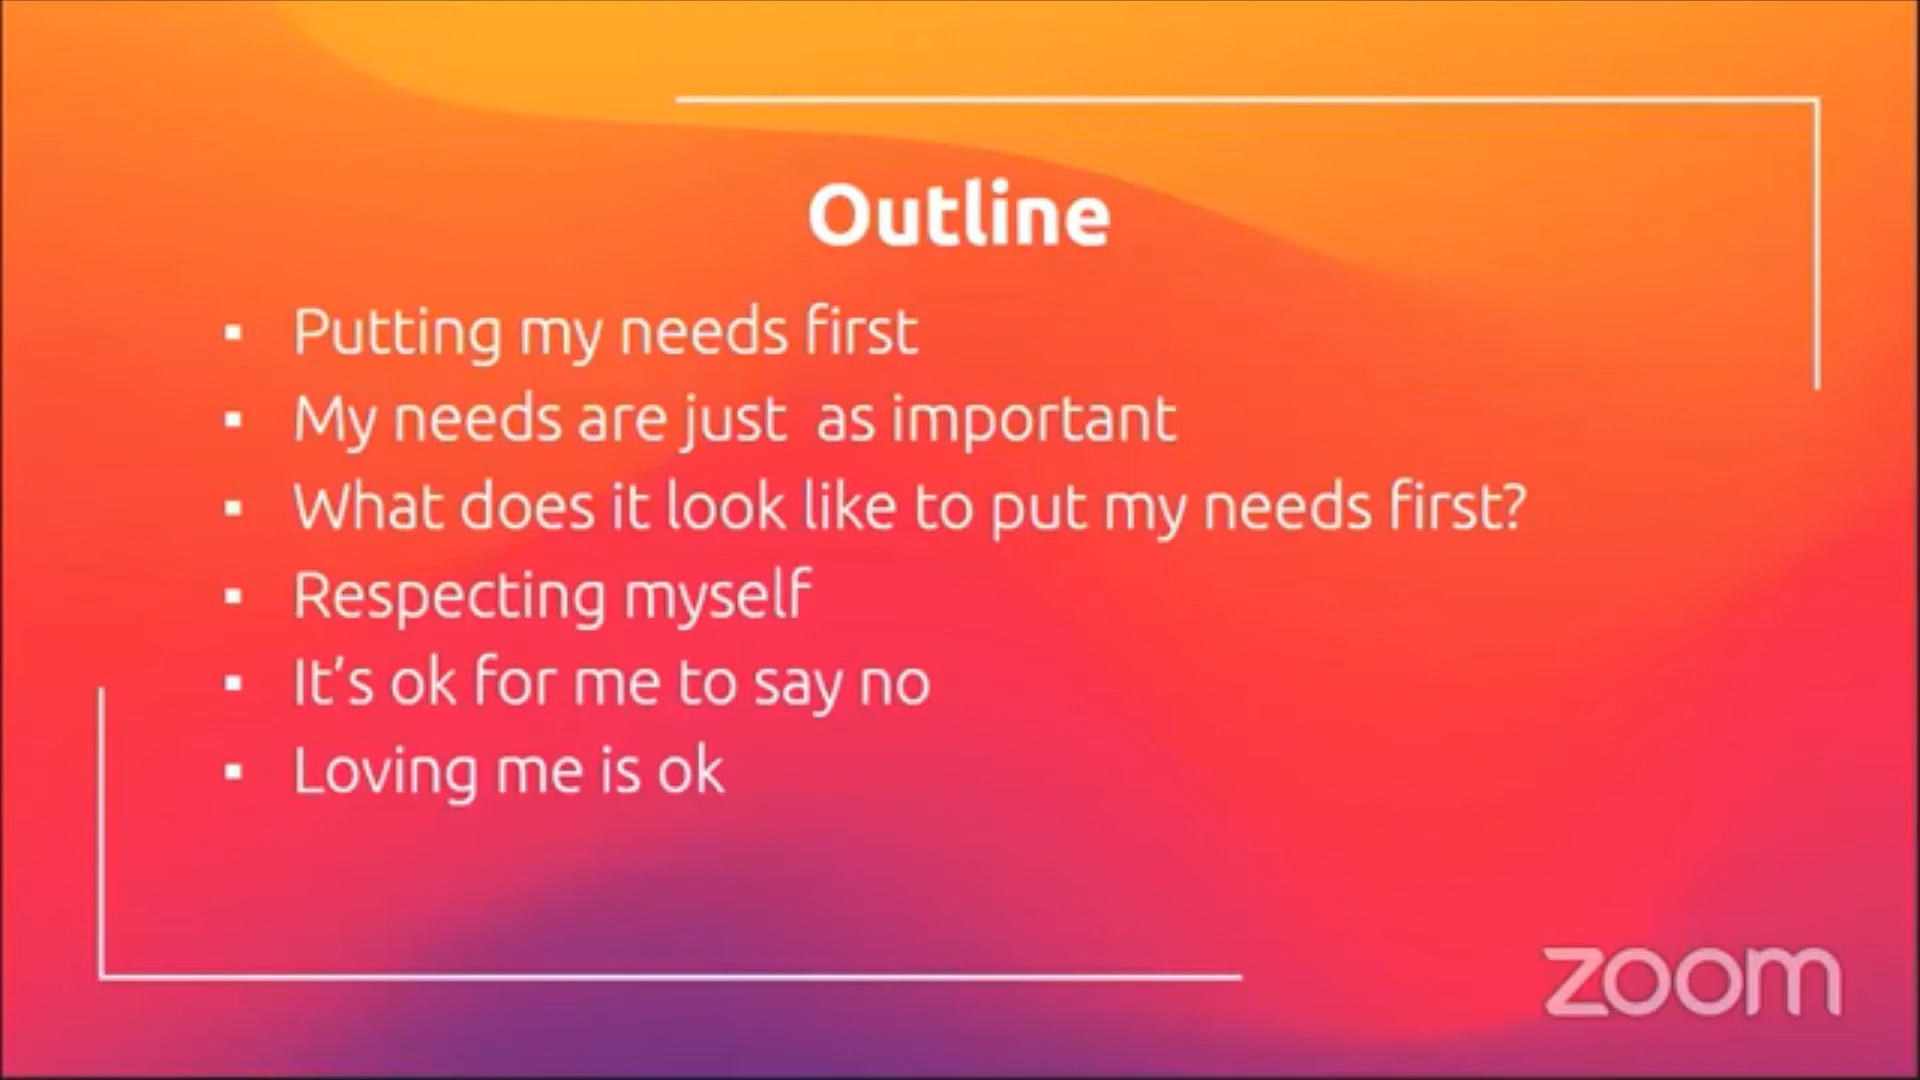 Outline
▪ Putting my needs first
▪ My needs are just  as important
▪ What does it look like to put my needs first?
▪ Respecting myself
▪ It’s ok for me to say no
▪ Loving me is ok
zoom